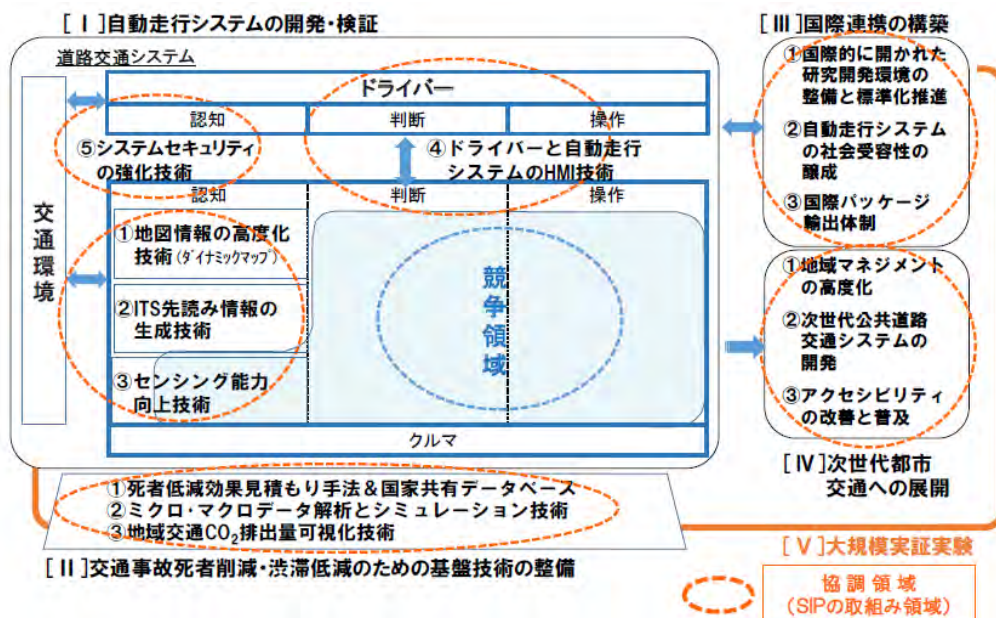 [Ⅰ]自動走行システムの開発・検証
道路交通システム
交通環境
ドライバー
認知
判断
操作
⑤システムセキュリティ
の強化技術
④ドライバーと自動走行
システムのHMI技術
認知
判断
操作
①地図情報の高度化
技術(ダイナミックマップ)
②ITS先読み情報の
生成技術
③センシング能力
向上技術
競争領域
クルマ
①死者低減効果見積もり手法&国家共有データベース
②ミクロ・マクロデータ解析とシミュレーション技術
③地域交通CO₂排出量可視化技術
[Ⅱ]交通事故死者削減・渋滞低減のための基盤技術の整備
[Ⅲ]国際連携の構築
①国際的に開かれた
研究開発環境の
整備と標準化推進
②自動走行システム
の社会受容性の
醸成
③国際パッケージ
輸出体制
①地域マネジメント
の高度化
②次世代公共道路
交通システムの
開発
③アクセシビリティ
の改善と普及
[Ⅳ]次世代都市
交通への展開
[Ⅴ]大規模実証実験
協調領域
(SIPの取組み領域)